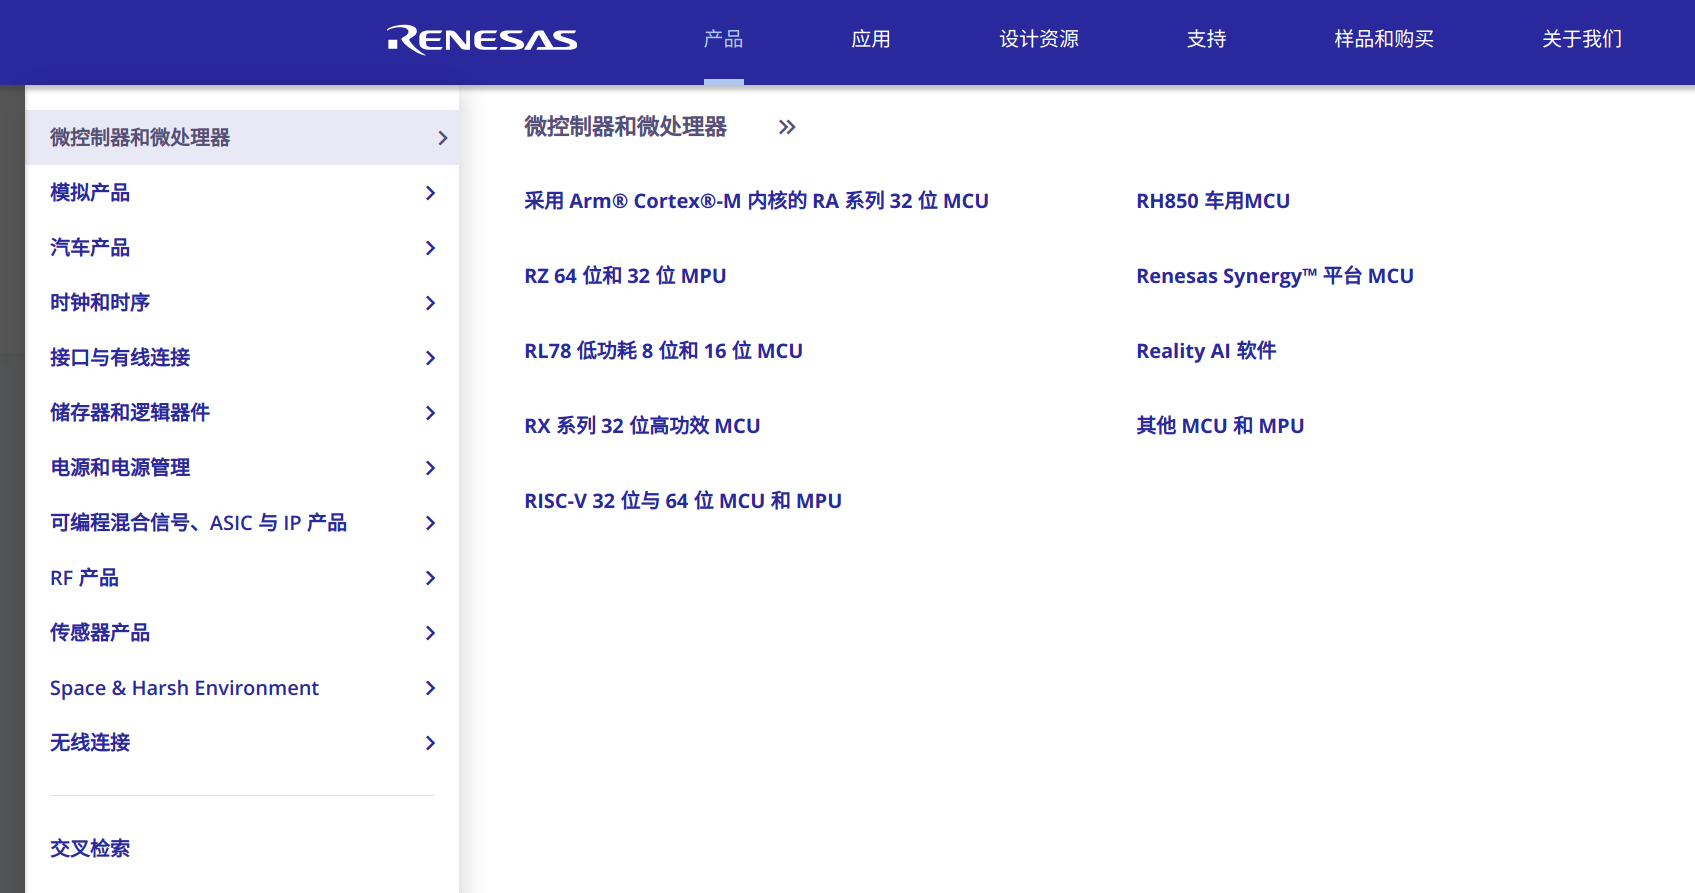 RENESAS
产品
应用
设计资源
支持
样品和购买
关于我们
微控制器和微处理器
模拟产品
汽车产品
时钟和时序
接口与有线连接
储存器和逻辑器件
电源和电源管理
可编程混合信号、ASIC 与 IP 产品
RF 产品
传感器产品
Space & Harsh Environment
无线连接
交叉检索
微控制器和微处理器
采用 Arm® Cortex®-M 内核的 RA 系列 32 位 MCU
RZ 64 位和 32 位 MPU
RL78 低功耗 8 位和 16 位 MCU
RX 系列 32 位高功效 MCU
RISC-V 32 位与 64 位 MCU 和 MPU
RH850 车用MCU
Renesas Synergy™ 平台 MCU
Reality AI 软件
其他 MCU 和 MPU